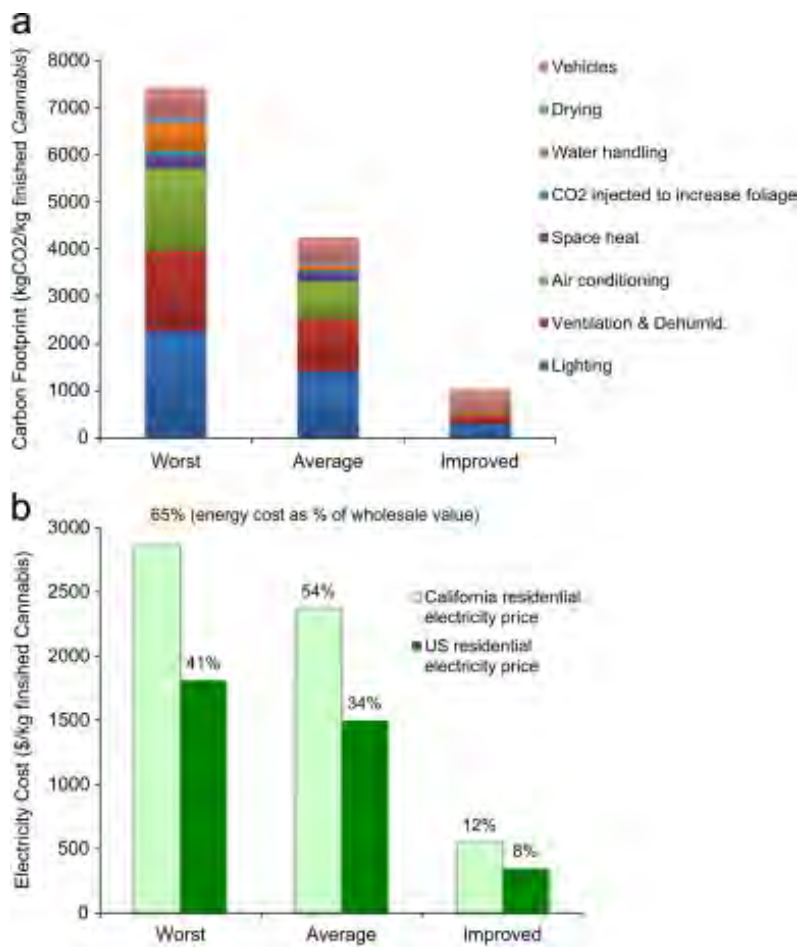 a
Carbon Footprint (kgCO2/kg finished Cannabis)
8000
7000
6000
5000
4000
3000
2000
1000
0
Worst
Average
Improved
Vehicles
Drying
Water handling
CO2 injected to increase foliage
Space heat
Air conditioning
Ventilation & Dehumid.
Lighting
b
Electricity Cost ($/kg finsihed Cannabis)
65% (energy cost as % of wholesale value)
3000
2500
2000
1500
1000
500
0
41%
54%
34%
12%
8%
California residential
electricity price
US residential
electricity price
Worst
Average
Improved